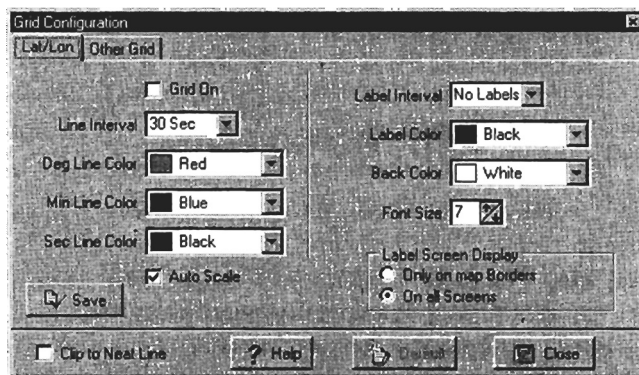 Grid Configuration
Lat/Lon
Other Grid
Grid On
Line Interval 30 Sec
Deg Line Color Red
Min Line Color Blue
Sec Line Color Black
Auto Scale
Save
Label Interval No Labels
Label Color Black
Back Color White
Font Size 7
Label Screen Display
Only on map Borders
On all Screens
Clip to Neat Line
? Help
Default
Close